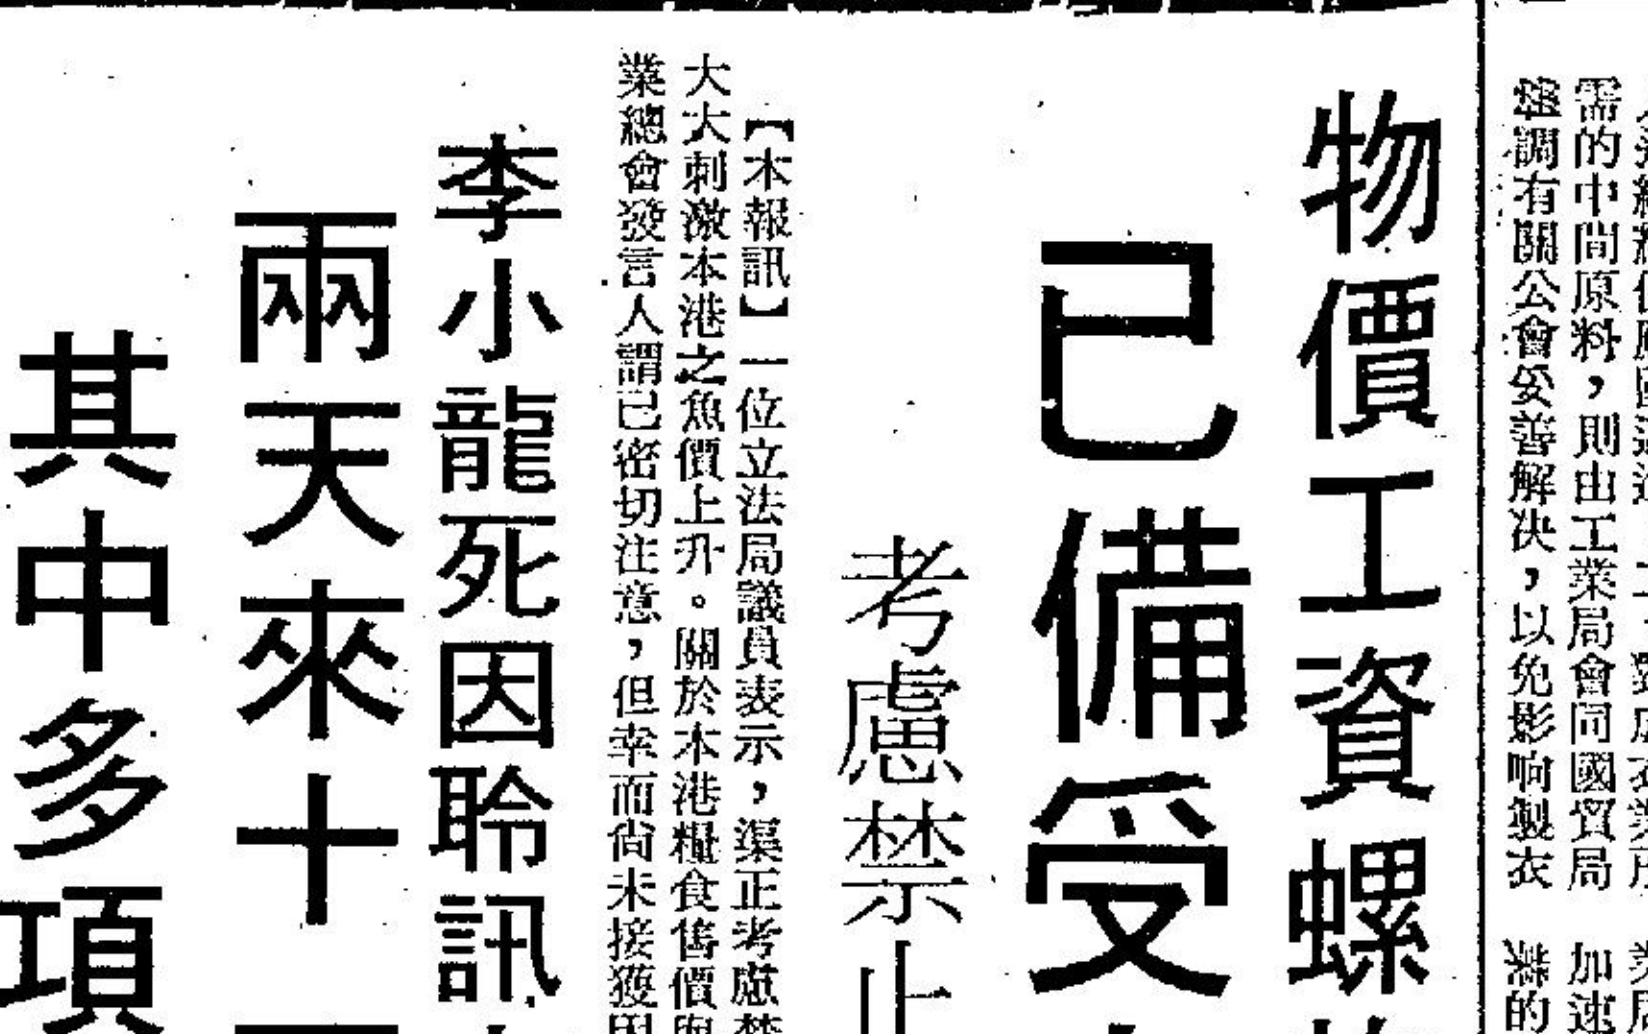 需的中間原料，則由工業局會同國貿局
調有關公會妥善解决，以免影响製衣
加速
的
物價工資螺
已備受
考慮禁止
【本報訊】一位立法局議員表示，渠正考慮禁
大大刺激本港之魚價上升。關於本港糧食售價與
業總會發言人謂已密切注意，但幸而尚未接獲因
李小龍死因聆訊
兩天來十
其中多項